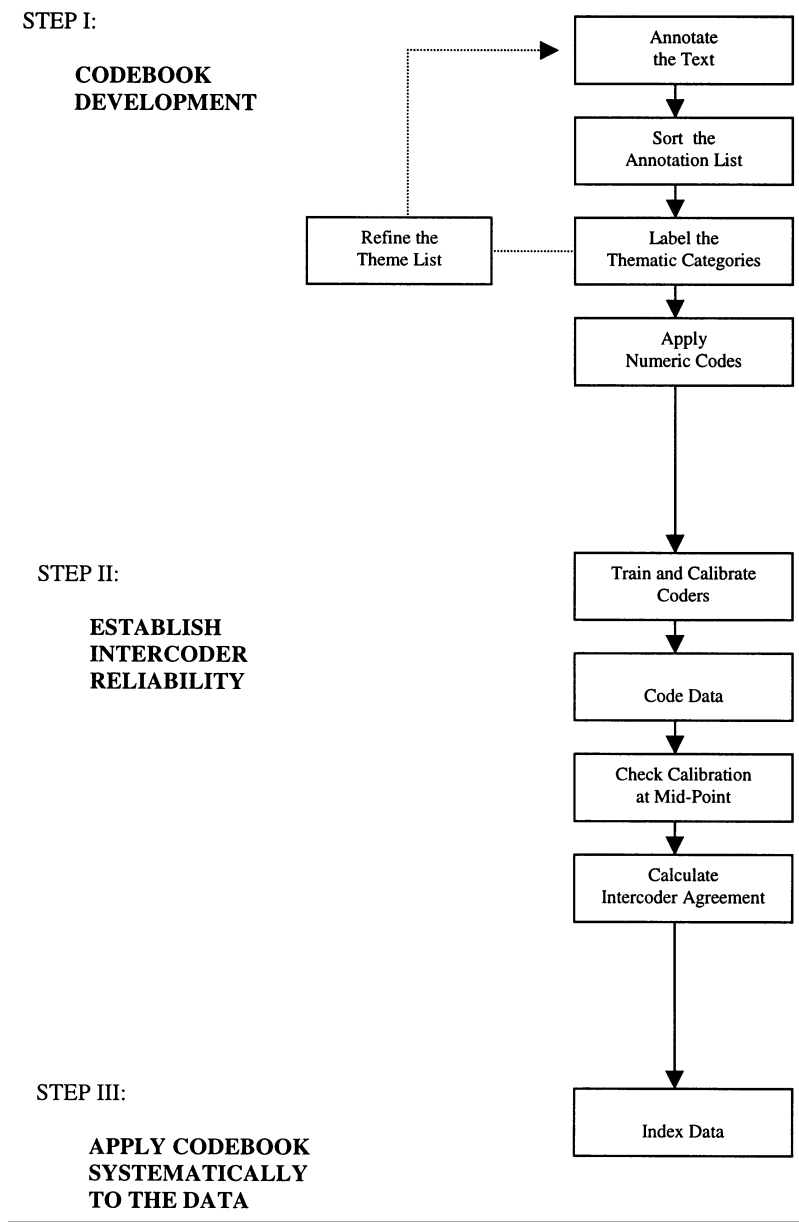 STEP I:
CODEBOOK
DEVELOPMENT
Annotate
the Text
Sort the
Annotation List
Refine the
Theme List
Label the
Thematic Categories
Apply
Numeric Codes
STEP II:
ESTABLISH
INTERCODER
RELIABILITY
Train and Calibrate
Coders
Code Data
Check Calibration
at Mid-Point
Calculate
Intercoder Agreement
STEP III:
APPLY CODEBOOK
SYSTEMATICALLY
TO THE DATA
Index Data